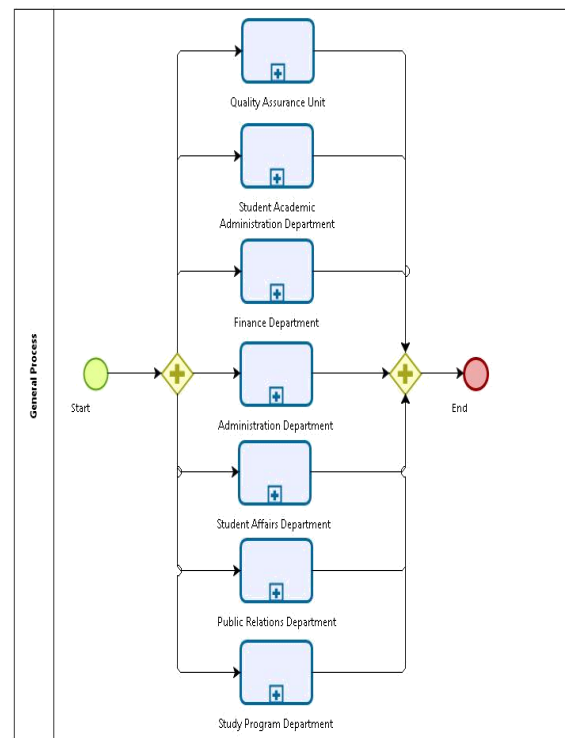 General Process
Quality Assurance Unit
Student Academic
Administration Department
Finance Department
Start
Administration Department
End
Student Affairs Department
Public Relations Department
Study Program Department